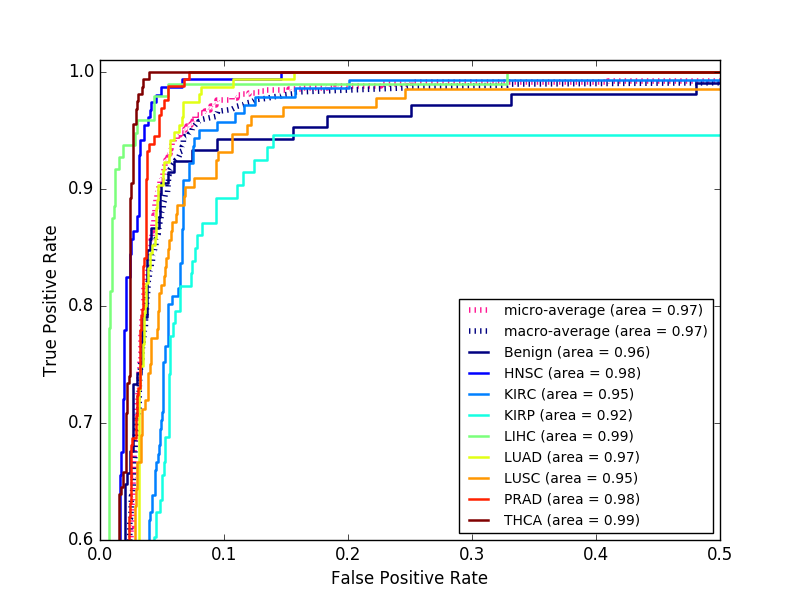 1.0
0.9
0.8
0.7
0.6
True Positive Rate
micro-average (area = 0.97)
macro-average (area = 0.97)
Benign (area = 0.96)
HNSC (area = 0.98)
KIRC (area = 0.95)
KIRP (area = 0.92)
LIHC (area = 0.99)
LUAD (area = 0.97)
LUSC (area = 0.95)
PRAD (area = 0.98)
THCA (area = 0.99)
0.0 0.1 0.2 0.3 0.4 0.5
False Positive Rate